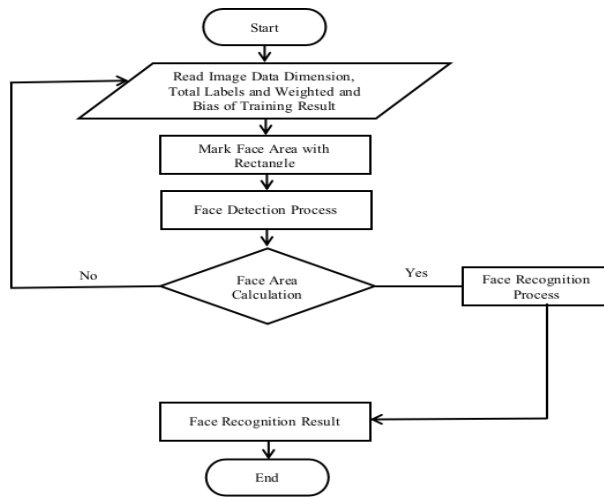 Start
Read Image Data Dimension,
Total Labels and Weighted and
Bias of Training Result
Mark Face Area with
Rectangle
Face Detection Process
No
Face Area
Calculation
Yes
Face Recognition
Process
Face Recognition Result
End